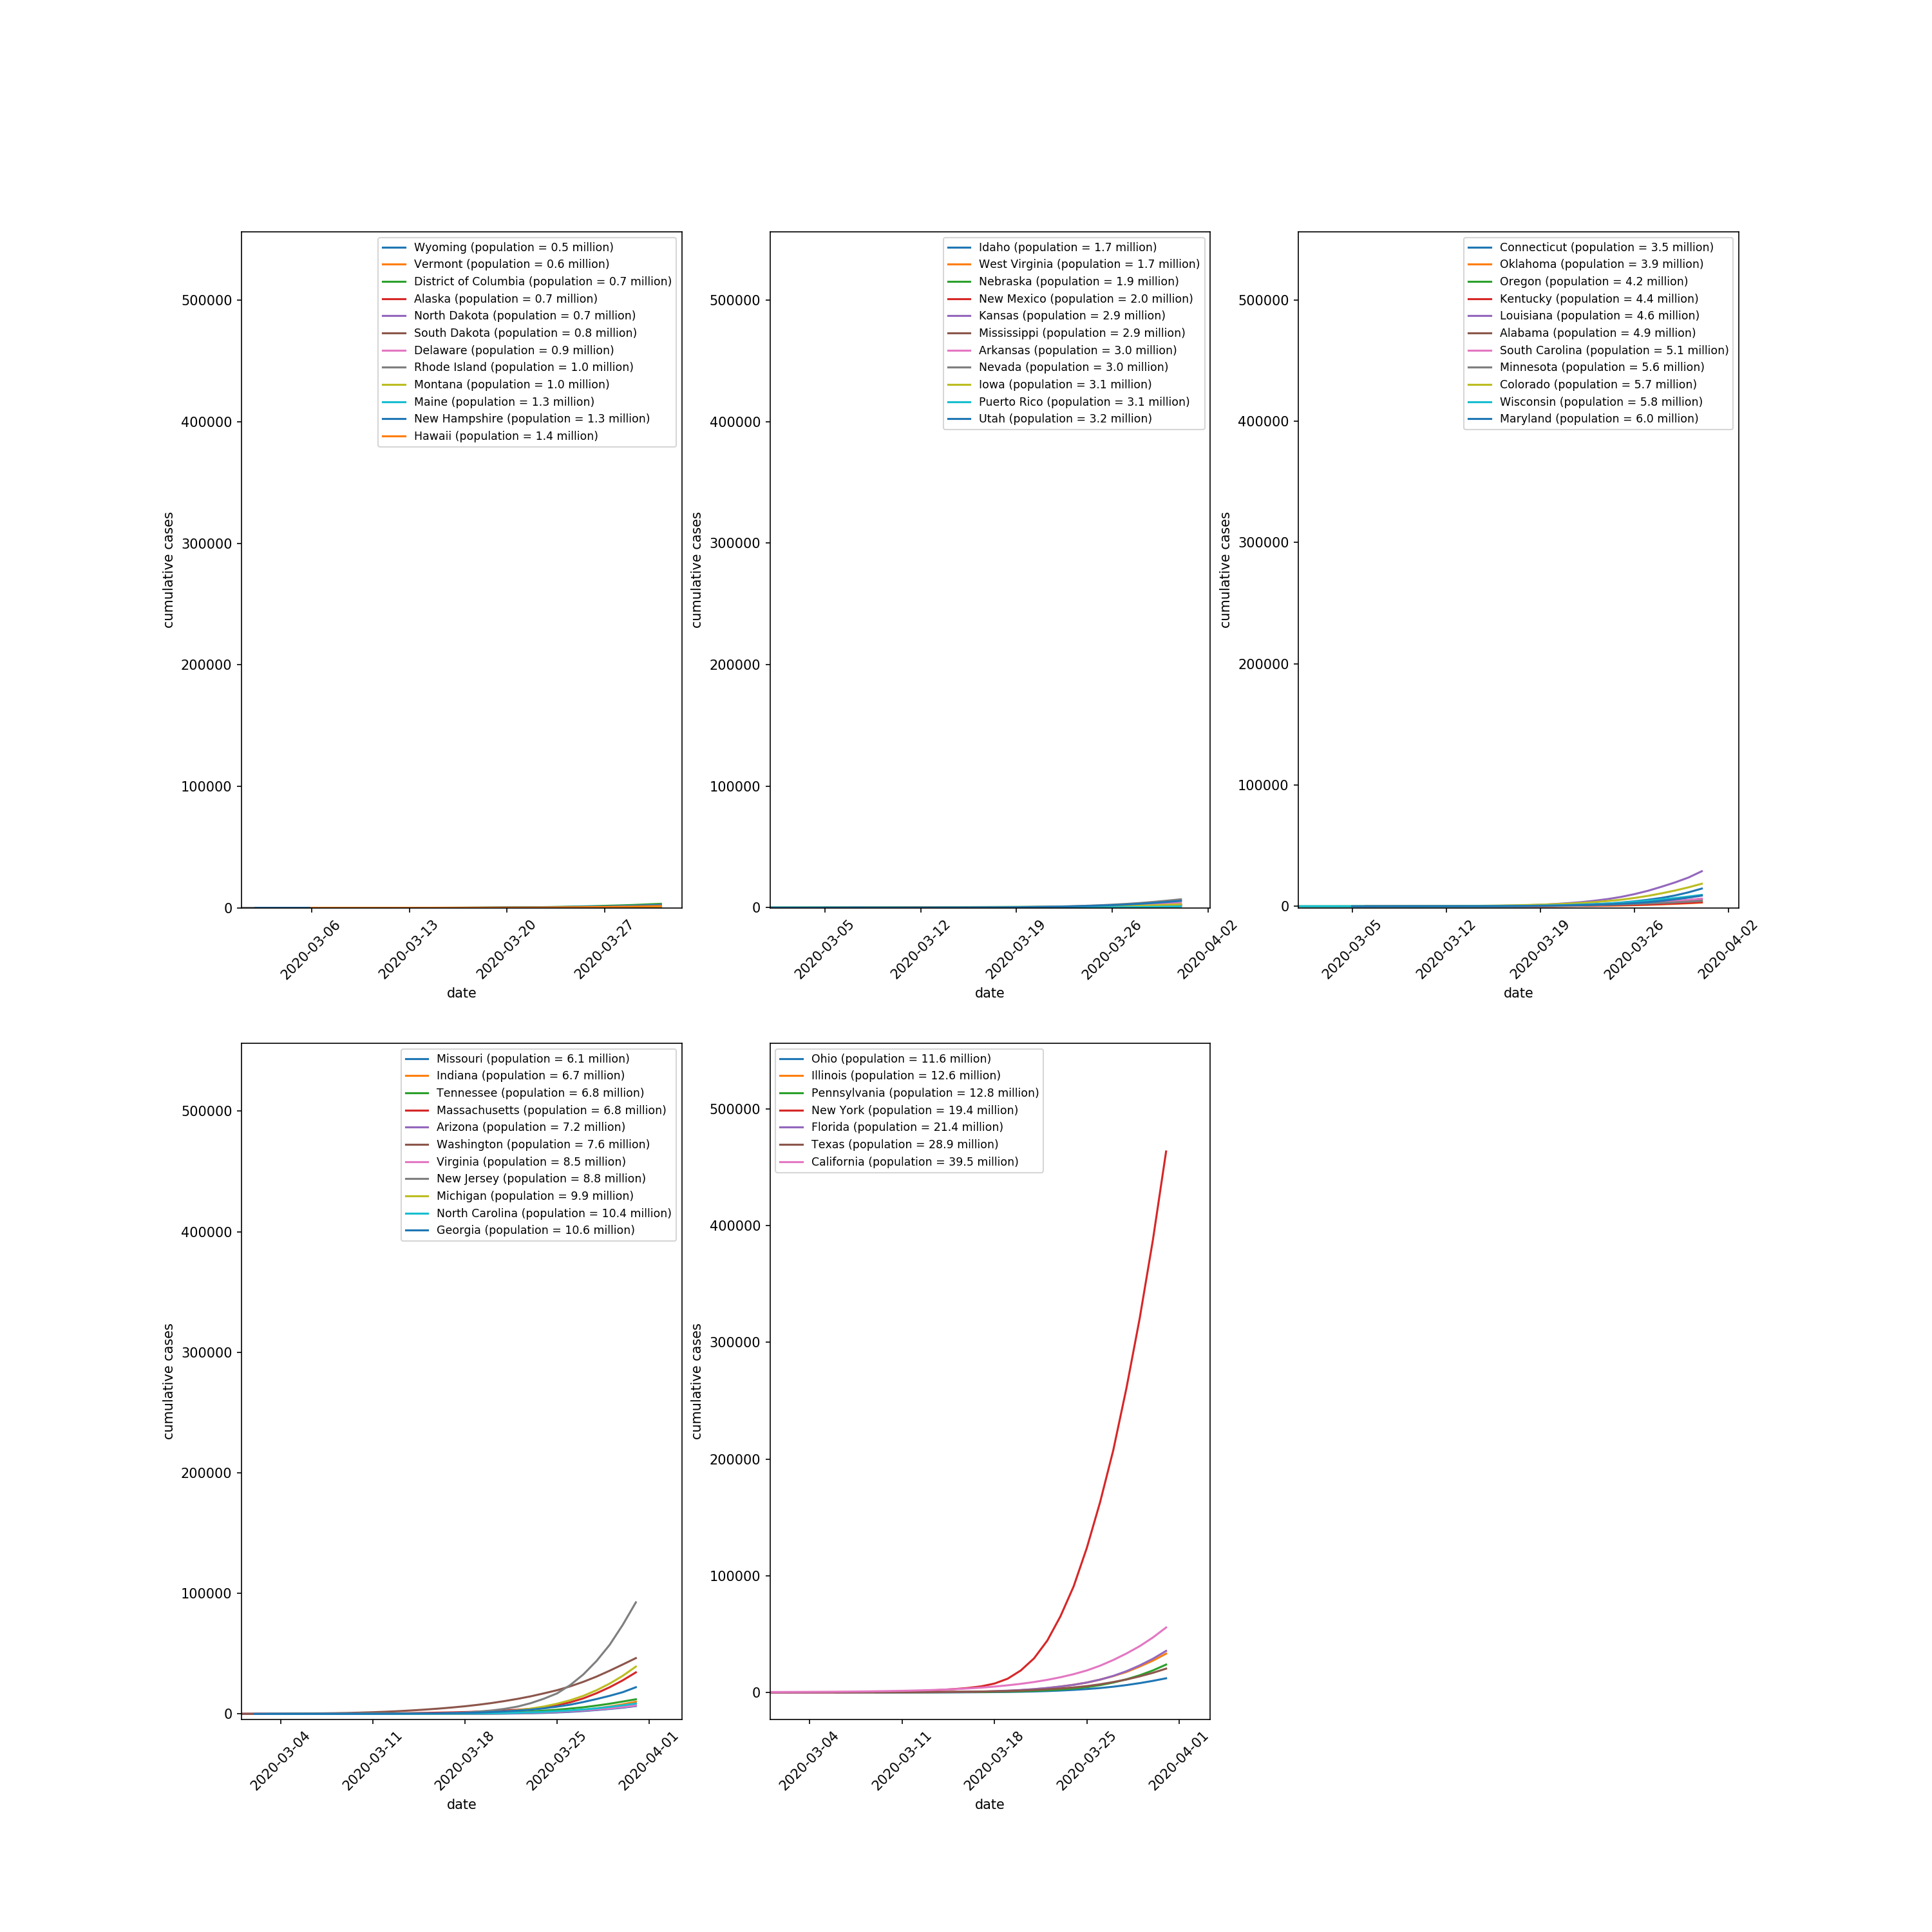 Wyoming (population = 0.5 million)
Vermont (population = 0.6 million)
District of Columbia (population = 0.7 million)
Alaska (population = 0.7 million)
North Dakota (population = 0.7 million)
South Dakota (population = 0.8 million)
Delaware (population = 0.9 million)
Rhode Island (population = 1.0 million)
Montana (population = 1.0 million)
Maine (population = 1.3 million)
New Hampshire (population = 1.3 million)
Hawaii (population = 1.4 million)
500000
400000
300000
200000
100000
0
cumulative cases
2020-03-06
2020-03-13
2020-03-20
2020-03-27
date
Idaho (population = 1.7 million)
West Virginia (population = 1.7 million)
Nebraska (population = 1.9 million)
New Mexico (population = 2.0 million)
Kansas (population = 2.9 million)
Mississippi (population = 2.9 million)
Arkansas (population = 3.0 million)
Nevada (population = 3.0 million)
Iowa (population = 3.1 million)
Puerto Rico (population = 3.1 million)
Utah (population = 3.2 million)
500000
400000
300000
200000
100000
0
cumulative cases
2020-03-05
2020-03-12
2020-03-19
2020-03-26
2020-04-02
date
Connecticut (population = 3.5 million)
Oklahoma (population = 3.9 million)
Oregon (population = 4.2 million)
Kentucky (population = 4.4 million)
Louisiana (population = 4.6 million)
Alabama (population = 4.9 million)
South Carolina (population = 5.1 million)
Minnesota (population = 5.6 million)
Colorado (population = 5.7 million)
Wisconsin (population = 5.8 million)
Maryland (population = 6.0 million)
500000
400000
300000
200000
100000
0
cumulative cases
2020-03-05
2020-03-12
2020-03-19
2020-03-26
2020-04-02
date
Missouri (population = 6.1 million)
Indiana (population = 6.7 million)
Tennessee (population = 6.8 million)
Massachusetts (population = 6.8 million)
Arizona (population = 7.2 million)
Washington (population = 7.6 million)
Virginia (population = 8.5 million)
New Jersey (population = 8.8 million)
Michigan (population = 9.9 million)
North Carolina (population = 10.4 million)
Georgia (population = 10.6 million)
500000
400000
300000
200000
100000
0
cumulative cases
2020-03-04
2020-03-11
2020-03-18
2020-03-25
2020-04-01
date
Ohio (population = 11.6 million)
Illinois (population = 12.6 million)
Pennsylvania (population = 12.8 million)
New York (population = 19.4 million)
Florida (population = 21.4 million)
Texas (population = 28.9 million)
California (population = 39.5 million)
500000
400000
300000
200000
100000
0
cumulative cases
2020-03-04
2020-03-11
2020-03-18
2020-03-25
2020-04-01
date